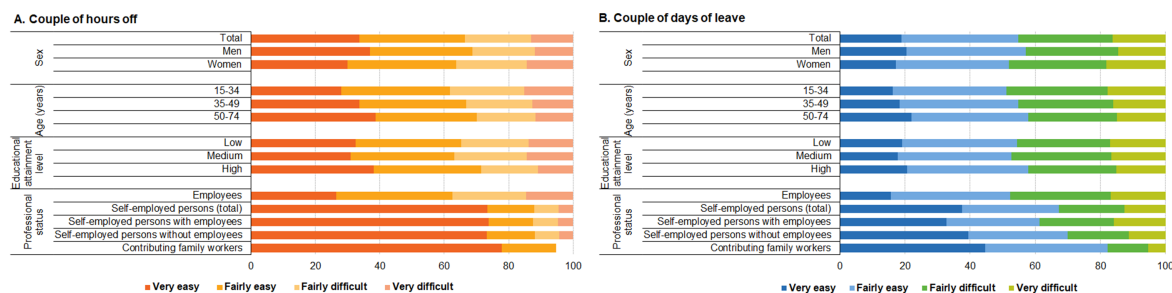 A. Couple of hours off
Sex
Total
Men
Women
Age (years)
15-34
35-49
50-74
Educational attainment level
Low
Medium
High
Professional status
Employees
Self-employed persons (total)
Self-employed persons with employees
Self-employed persons without employees
Contributing family workers
0 20 40 60 80 100
Very easy Fairly easy Fairly difficult Very difficult
B. Couple of days of leave
Sex
Total
Men
Women
Age (years)
15-34
35-49
50-74
Educational attainment level
Low
Medium
High
Professional status
Employees
Self-employed persons (total)
Self-employed persons with employees
Self-employed persons without employees
Contributing family workers
0 20 40 60 80 100
Very easy Fairly easy Fairly difficult Very difficult